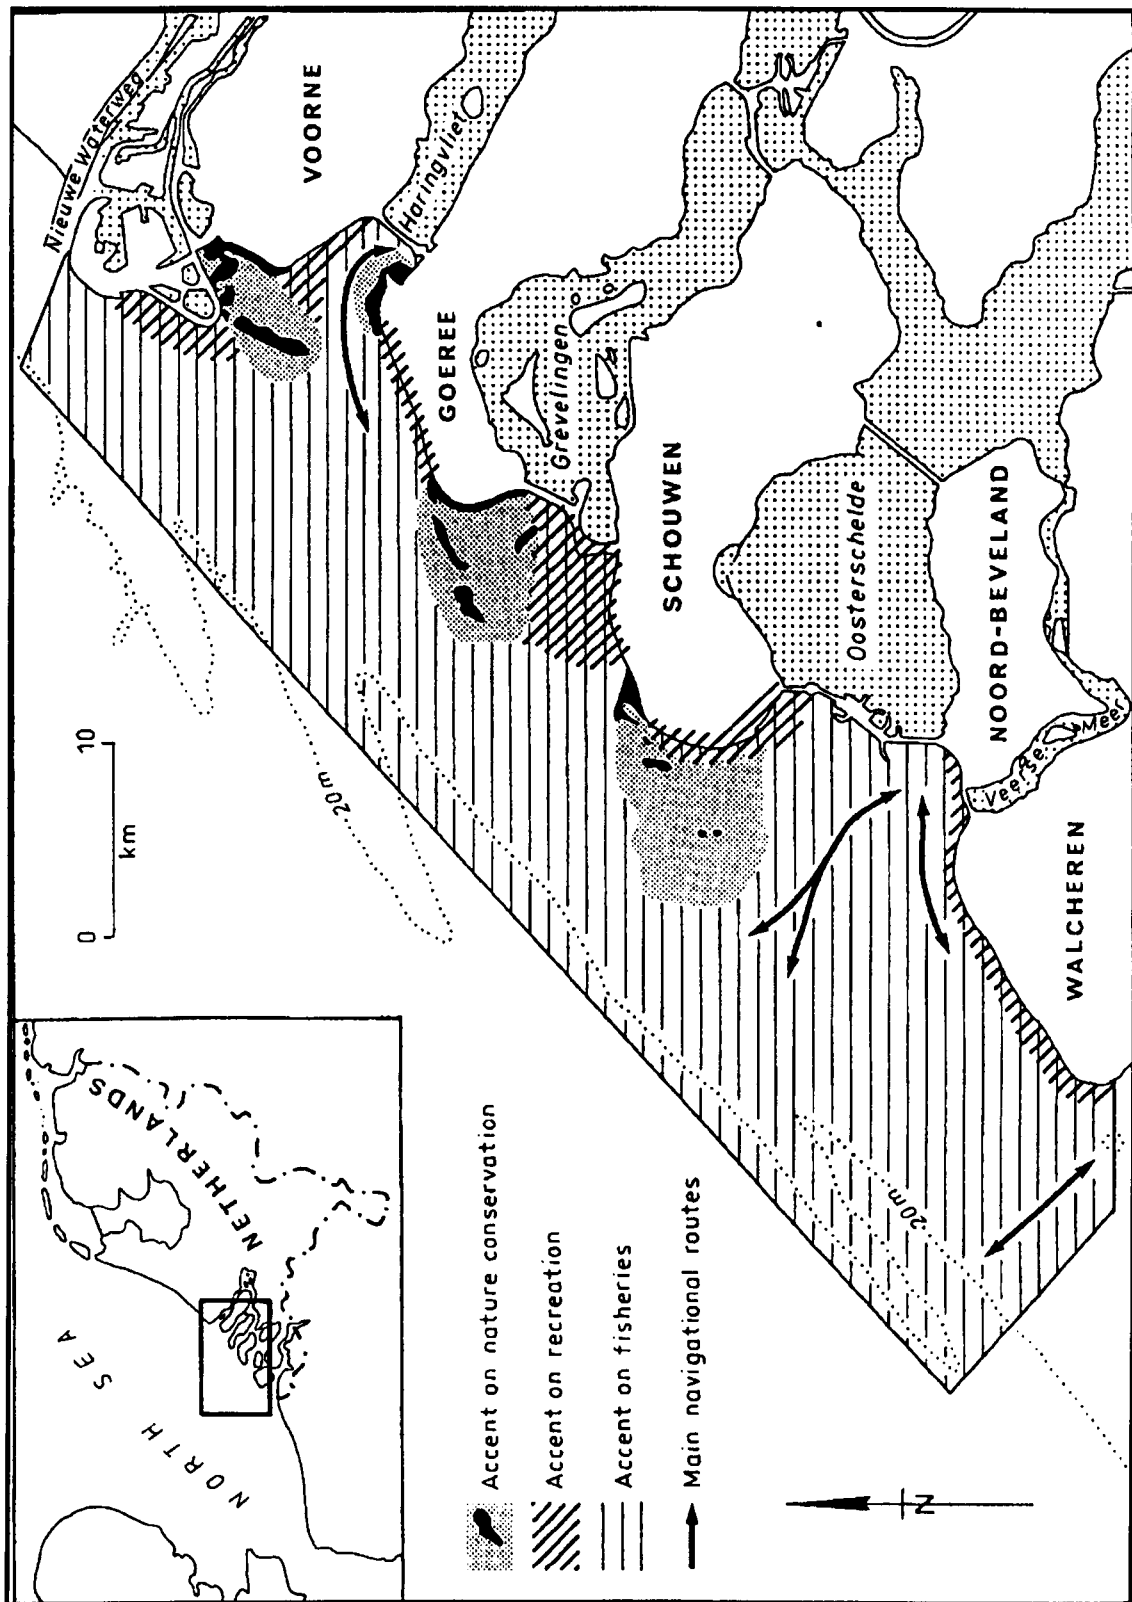 NORTH SEA
NETHERLANDS
0 10
km
Accent on nature conservation
Accent on recreation
Accent on fisheries
Main navigational routes
N
20m
20m
Nieuwe Waterweg
VOORNE
Haringvliet
GOEREE
Grevelingen
SCHOUWEN
Oosterschelde
NOORD-BEVELAND
Veerse Meer
WALCHEREN